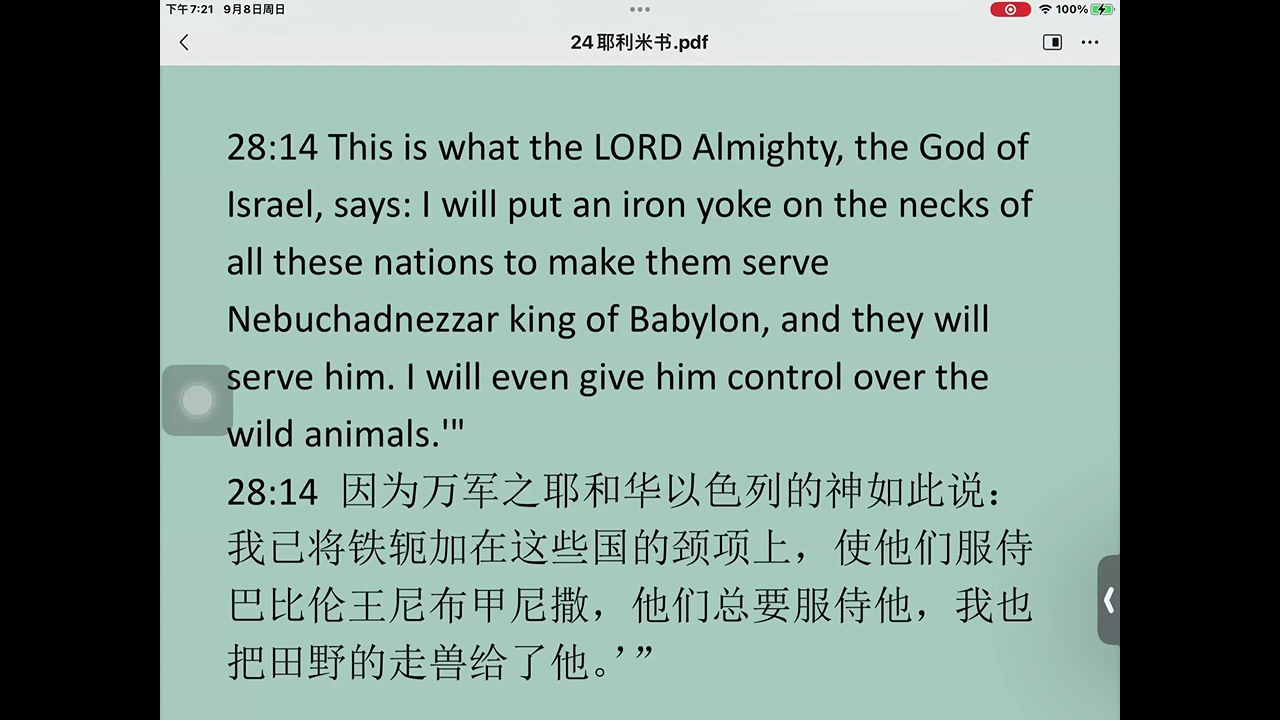 下午7:21 9月8日周日
100%
24耶利米书.pdf
28:14 This is what the LORD Almighty, the God of
Israel, says: I will put an iron yoke on the necks of
all these nations to make them serve
Nebuchadnezzar king of Babylon, and they will
serve him. I will even give him control over the
wild animals.'"
28:14 因为万军之耶和华以色列的神如此说：
我已将铁轭加在这些国的颈项上，使他们服侍
巴比伦王尼布甲尼撒，他们总要服侍他，我也
把田野的走兽给了他。’”